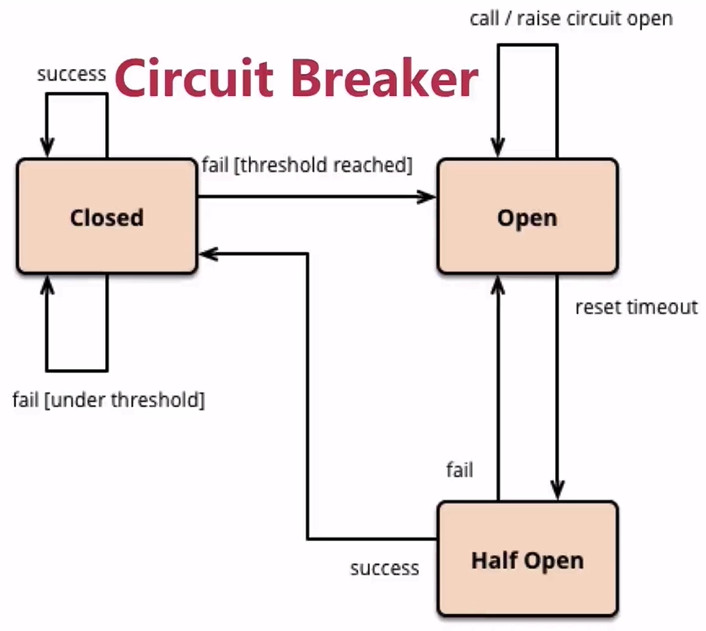 call / raise circuit open
success
Circuit Breaker
fail [threshold reached]
Closed
Open
reset timeout
fail [under threshold]
fail
Half Open
success